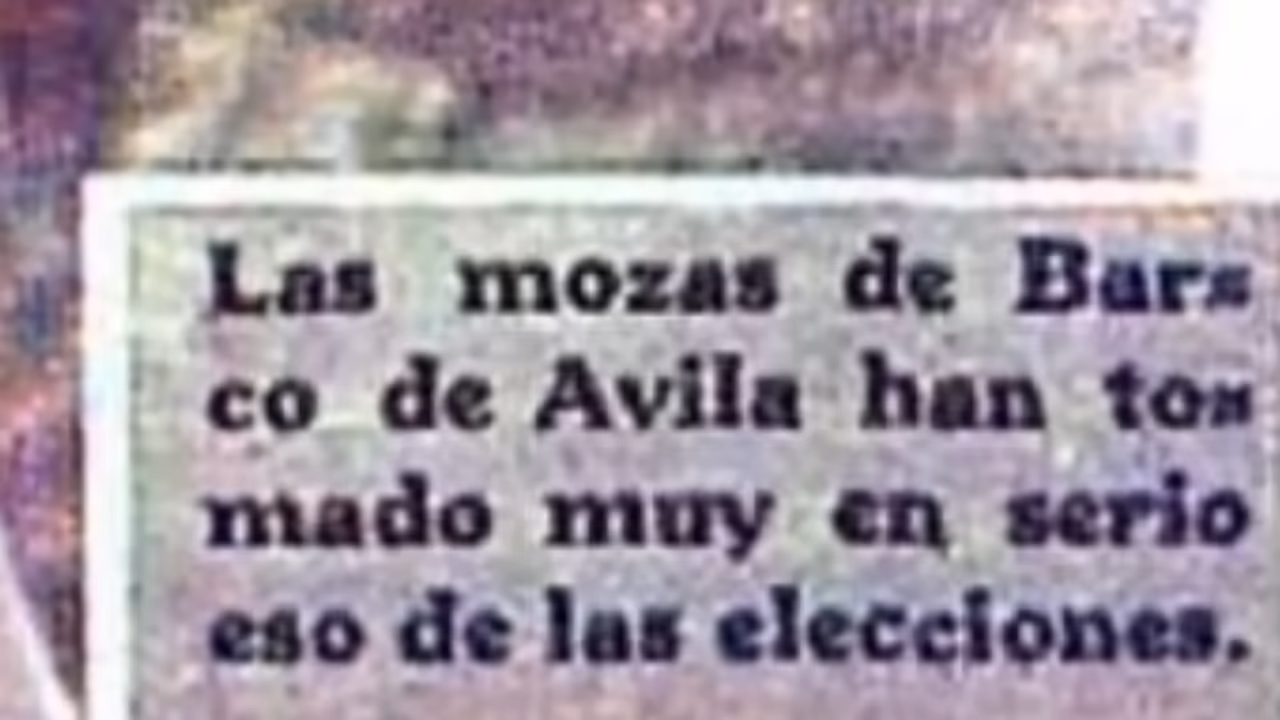 Las mozas de Bar=
co de Avila han to=
mado muy en serio
eso de las elecciones.